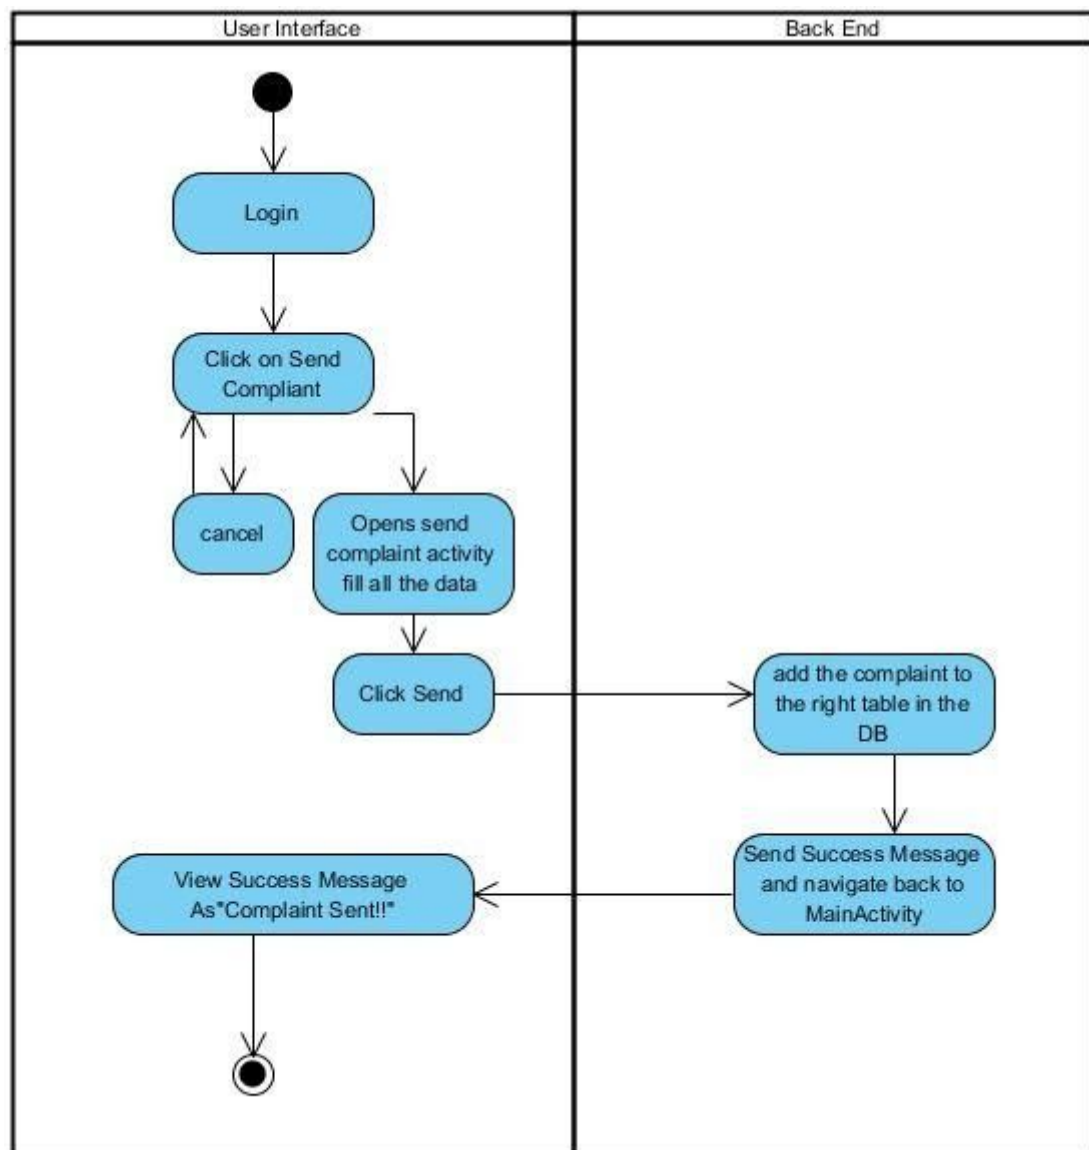 User Interface
Back End
Login
Click on Send
Compliant
cancel
Opens send
complaint activity
fill all the data
Click Send
add the complaint to
the right table in the
DB
Send Success Message
and navigate back to
MainActivity
View Success Message
As"Complaint Sent!!"